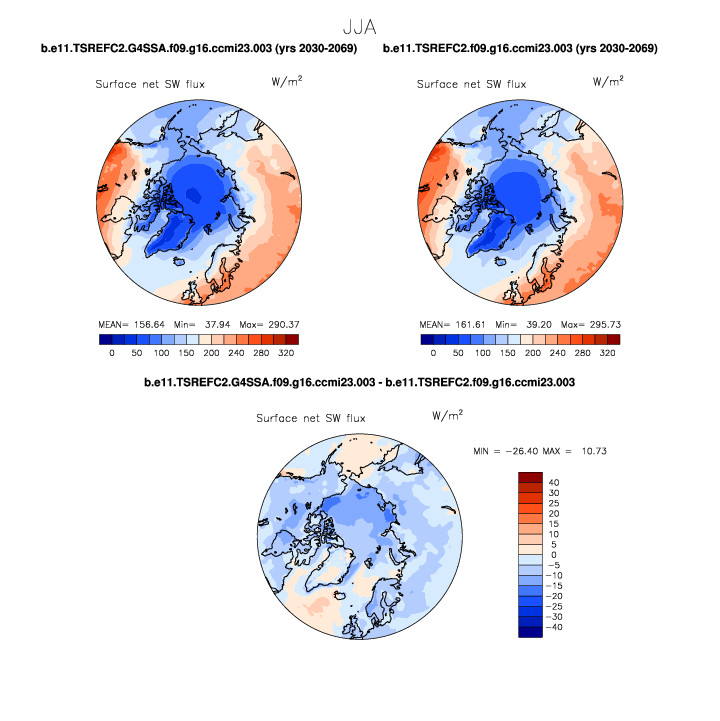 JJA
b.e11.TSREFC2.G4SSA.f09.g16.ccmi23.003 (yrs 2030-2069) b.e11.TSREFC2.f09.g16.ccmi23.003 (yrs 2030-2069)
Surface net SW flux W/m² Surface net SW flux W/m²
MEAN= 156.64 Min= 37.94 Max= 290.37 MEAN= 161.61 Min= 39.20 Max= 295.73
0 50 100 150 200 240 280 320 0 50 100 150 200 240 280 320
b.e11.TSREFC2.G4SSA.f09.g16.ccmi23.003 - b.e11.TSREFC2.f09.g16.ccmi23.003
Surface net SW flux W/m²
MIN = -26.40 MAX = 10.73
40
30
25
20
15
10
5
0
-5
-10
-15
-20
-25
-30
-40